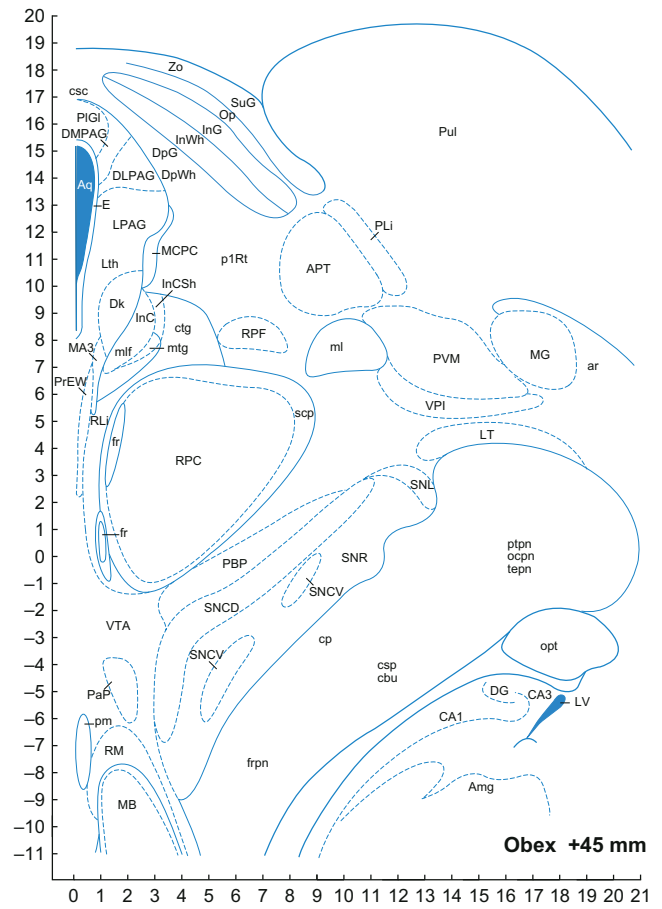 20
19
18
17
16
15
14
13
12
11
10
9
8
7
6
5
4
3
2
1
0
−1
−2
−3
−4
−5
−6
−7
−8
−9
−10
−11
Zo
csc
SuG
PlGl
Op
DMPAG
InG
InWh
Pul
DpG
DLPAG
DpWh
Aq
E
LPAG
PLi
MCPC
Lth
p1Rt
APT
InCSh
Dk
InC
ctg
RPF
ml
MA3
mlf
mtg
PVM
MG
ar
PrEW
VPI
RLi
scp
fr
LT
RPC
SNL
fr
ptpn
ocpn
tepn
PBP
SNR
SNCV
SNCD
VTA
cp
SNCV
opt
csp
cbu
PaP
DG
CA3
LV
pm
CA1
RM
frpn
MB
Amg
Obex +45 mm
0 1 2 3 4 5 6 7 8 9 10 11 12 13 14 15 16 17 18 19 20 21